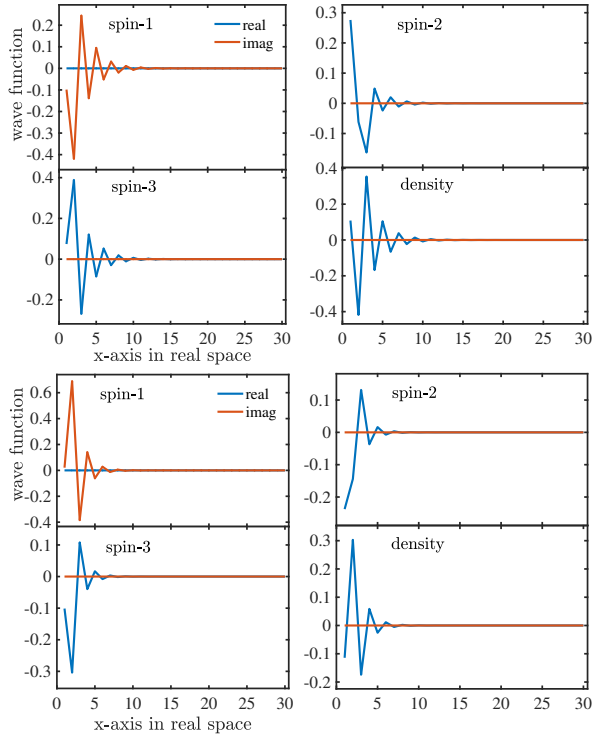 spin-1
real
imag
wave function
0.2
0.1
0
-0.1
-0.2
-0.3
-0.4
spin-2
0.3
0.2
0.1
0
-0.1
spin-3
0.4
0.2
0
-0.2
0 5 10 15 20 25 30
x-axis in real space
density
0.4
0.2
0
-0.2
-0.4
0 5 10 15 20 25 30
spin-1
real
imag
wave function
0.6
0.4
0.2
0
-0.2
-0.4
spin-2
0.1
0
-0.1
-0.2
spin-3
0.1
0
-0.1
-0.2
-0.3
0 5 10 15 20 25 30
x-axis in real space
density
0.3
0.2
0.1
0
-0.1
-0.2
0 5 10 15 20 25 30